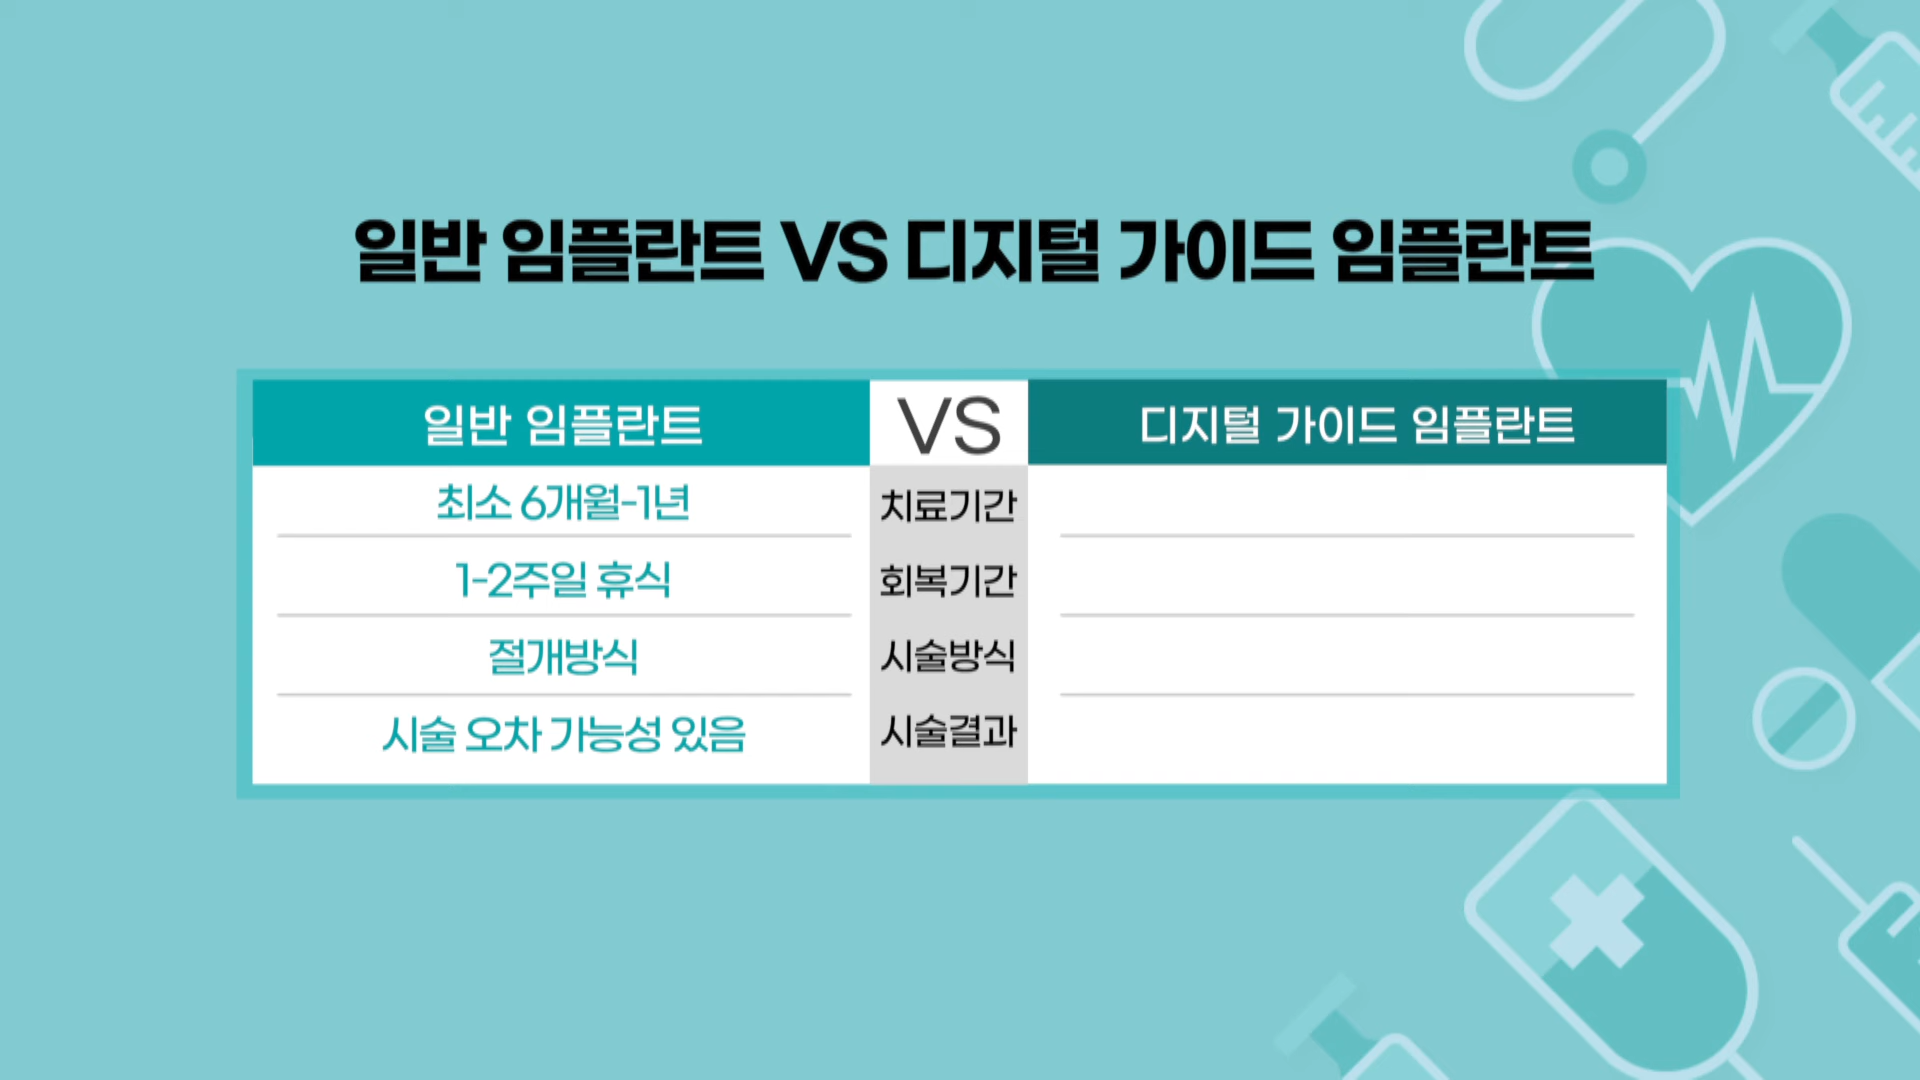 일반 임플란트 VS 디지털 가이드 임플란트
일반 임플란트 VS 디지털 가이드 임플란트
최소 6개월-1년 치료기간
1-2주일 휴식 회복기간
절개방식 시술방식
시술 오차 가능성 있음 시술결과